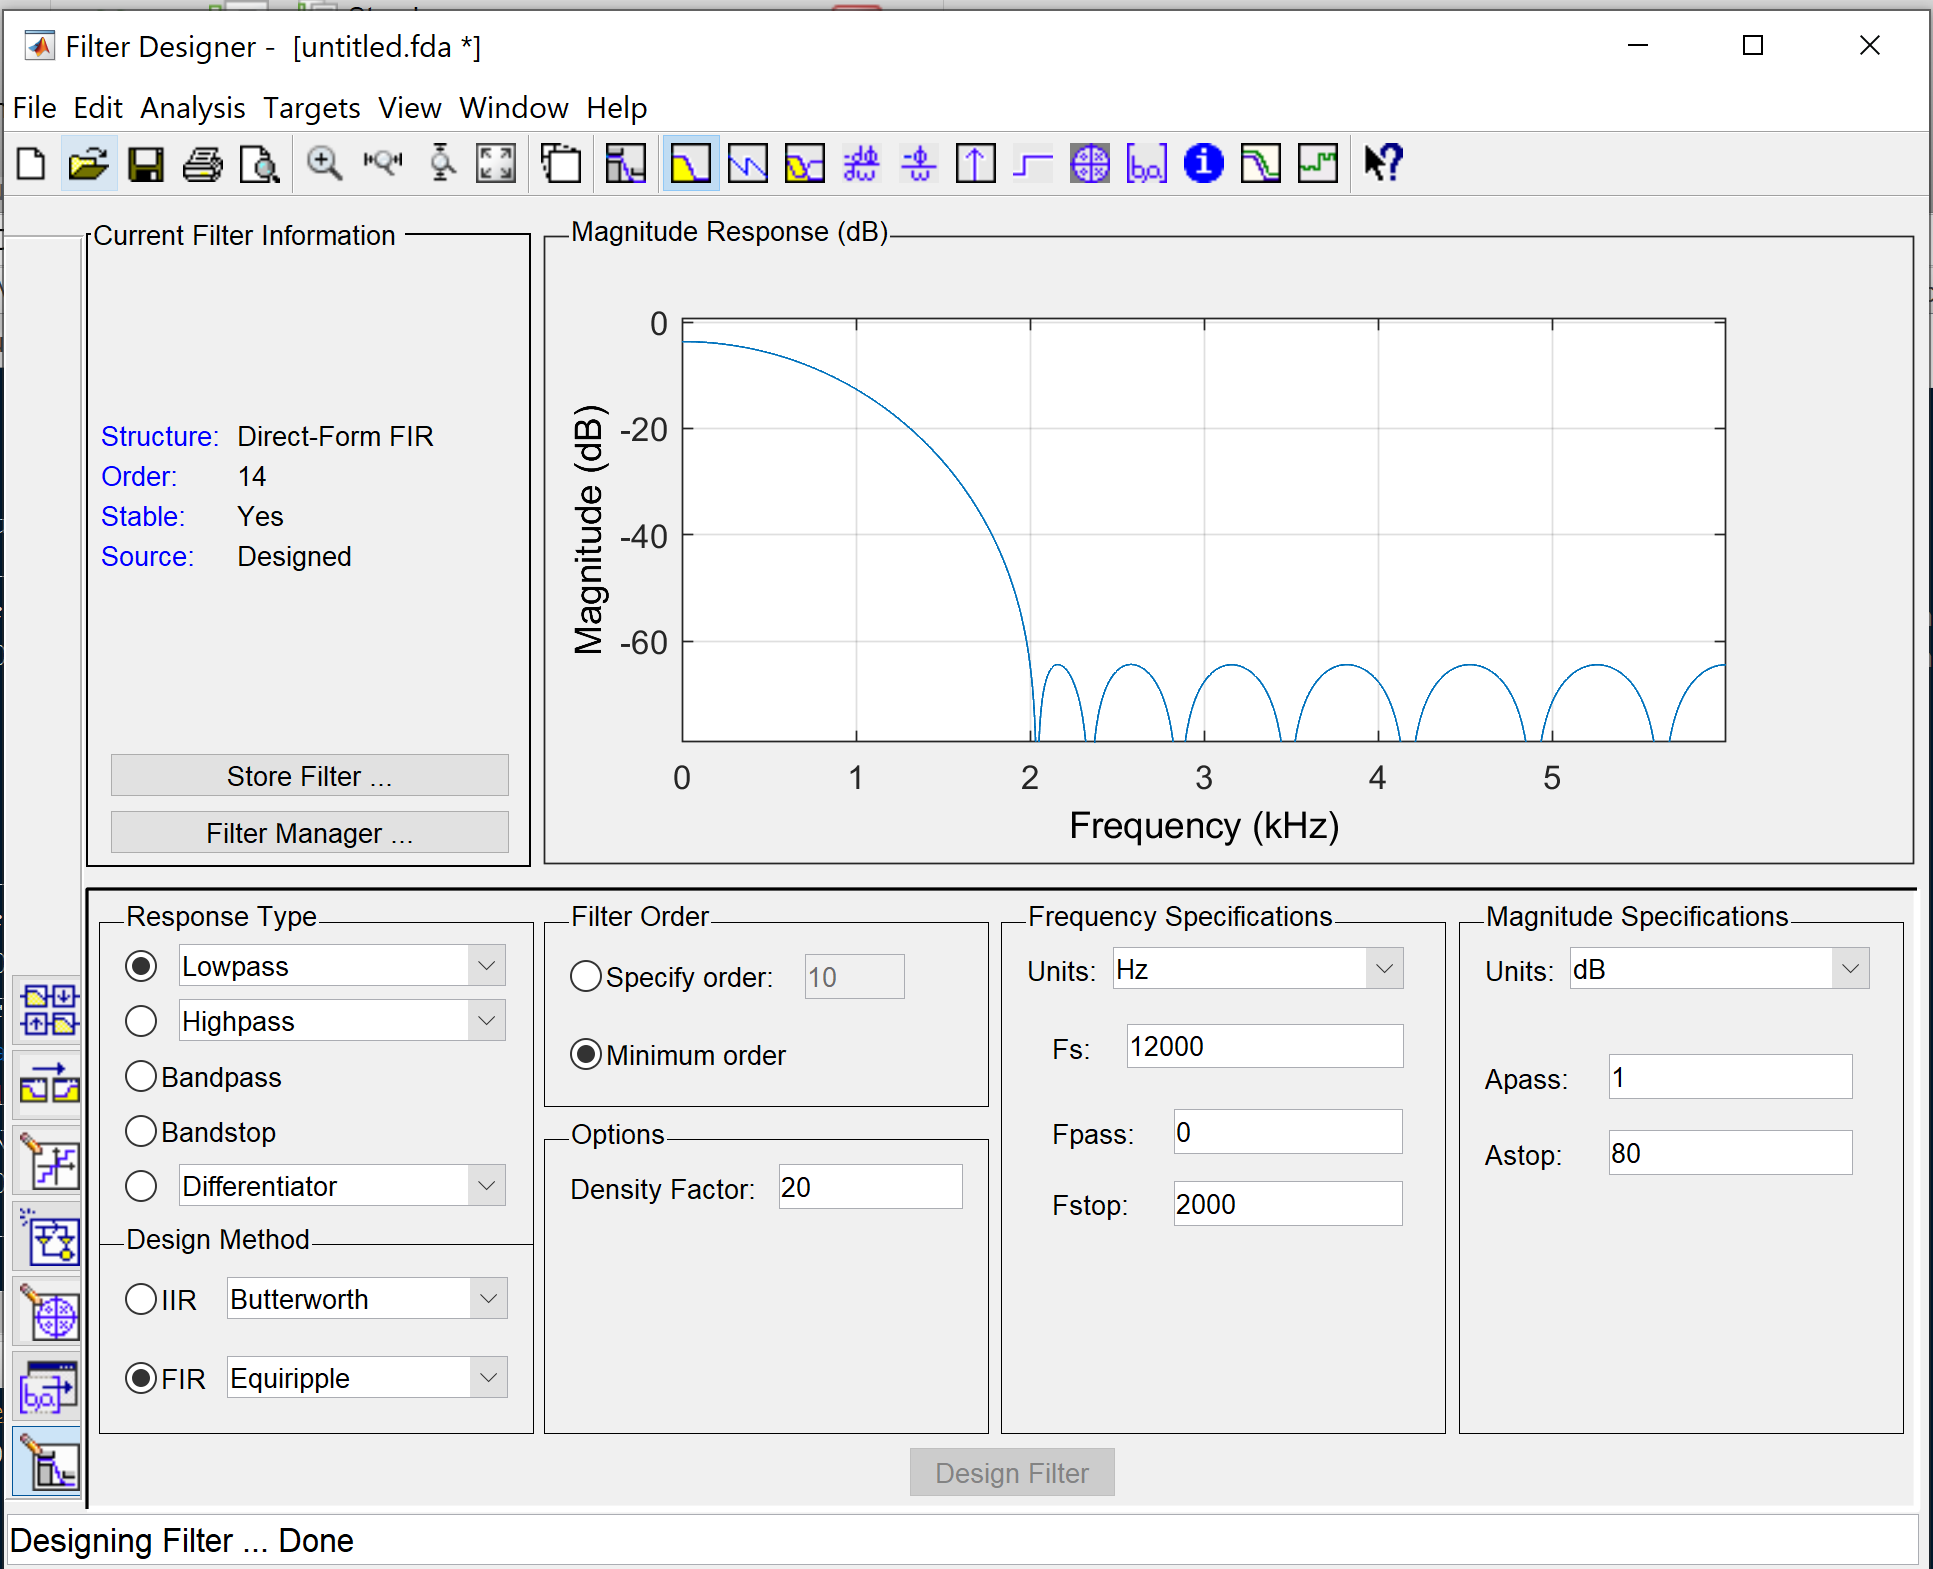 Filter Designer - [untitled.fda *]
File Edit Analysis Targets View Window Help
Current Filter Information
Structure: Direct-Form FIR
Order: 14
Stable: Yes
Source: Designed
Store Filter ...
Filter Manager ...
Magnitude Response (dB)
0
-20
-40
-60
Magnitude (dB)
0 1 2 3 4 5
Frequency (kHz)
Response Type
Lowpass
Highpass
Bandpass
Bandstop
Differentiator
Design Method
IIR Butterworth
FIR Equiripple
Filter Order
Specify order: 10
Minimum order
Options
Density Factor: 20
Frequency Specifications
Units: Hz
Fs: 12000
Fpass: 0
Fstop: 2000
Magnitude Specifications
Units: dB
Apass: 1
Astop: 80
Design Filter
Designing Filter ... Done